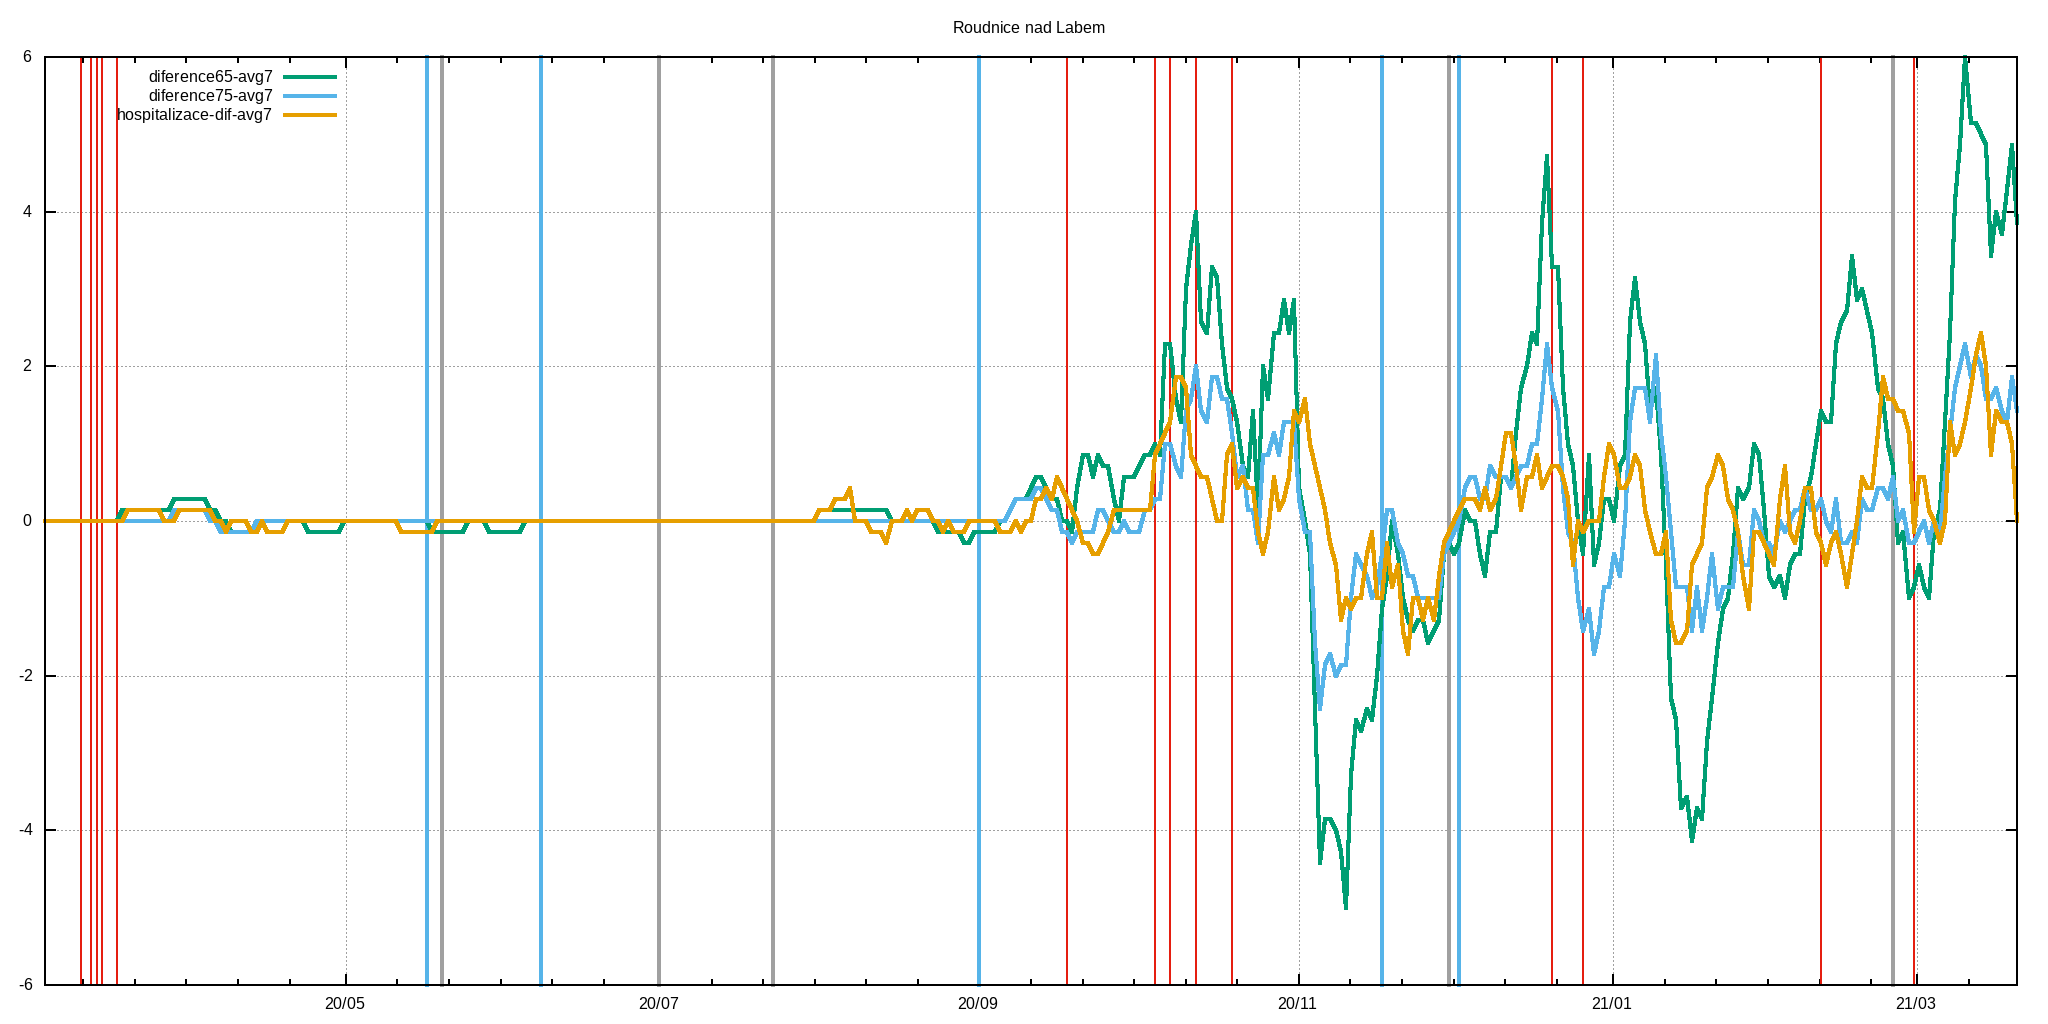 Roudnice nad Labem
diference65-avg7
diference75-avg7
hospitalizace-dif-avg7
6
4
2
0
-2
-4
-6
20/05 20/07 20/09 20/11 21/01 21/03